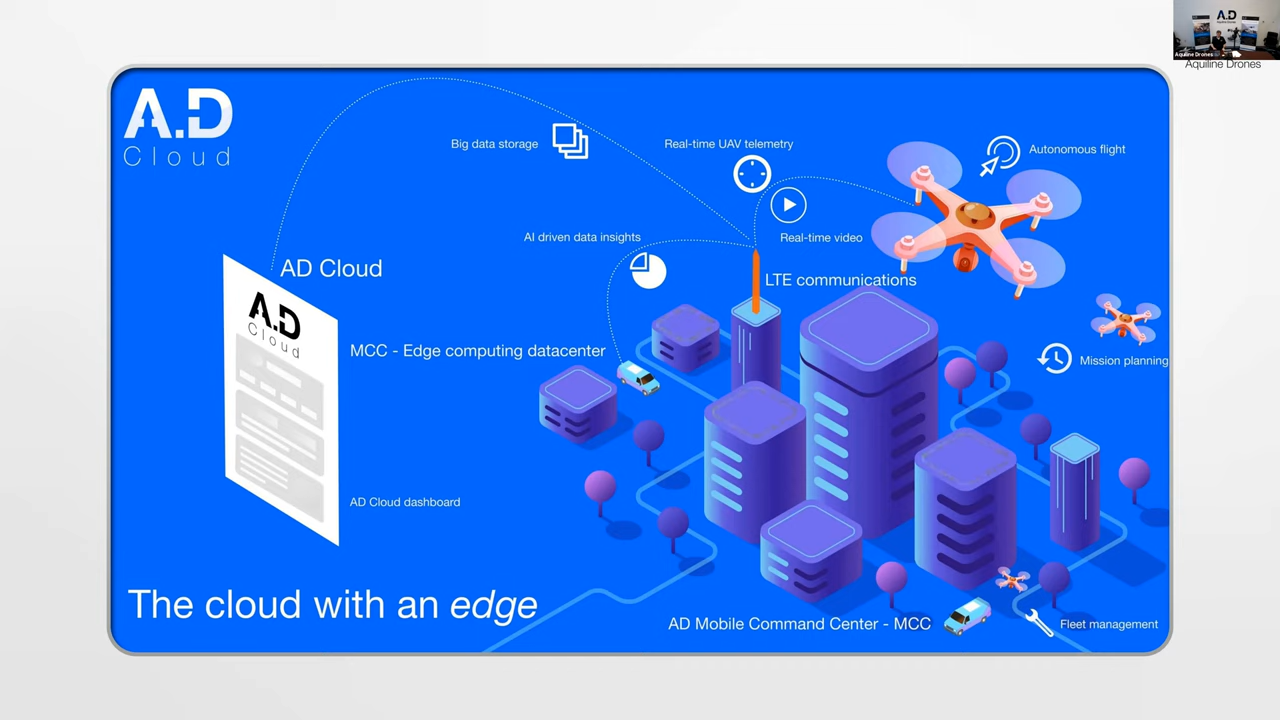 A.D
Cloud
Big data storage
Real-time UAV telemetry
Autonomous flight
AI driven data insights
Real-time video
AD Cloud
LTE communications
A.D
Cloud
MCC - Edge computing datacenter
Mission planning
AD Cloud dashboard
The cloud with an edge
AD Mobile Command Center - MCC
Fleet management
A.D
Aquiline Drones
Aquiline Drones